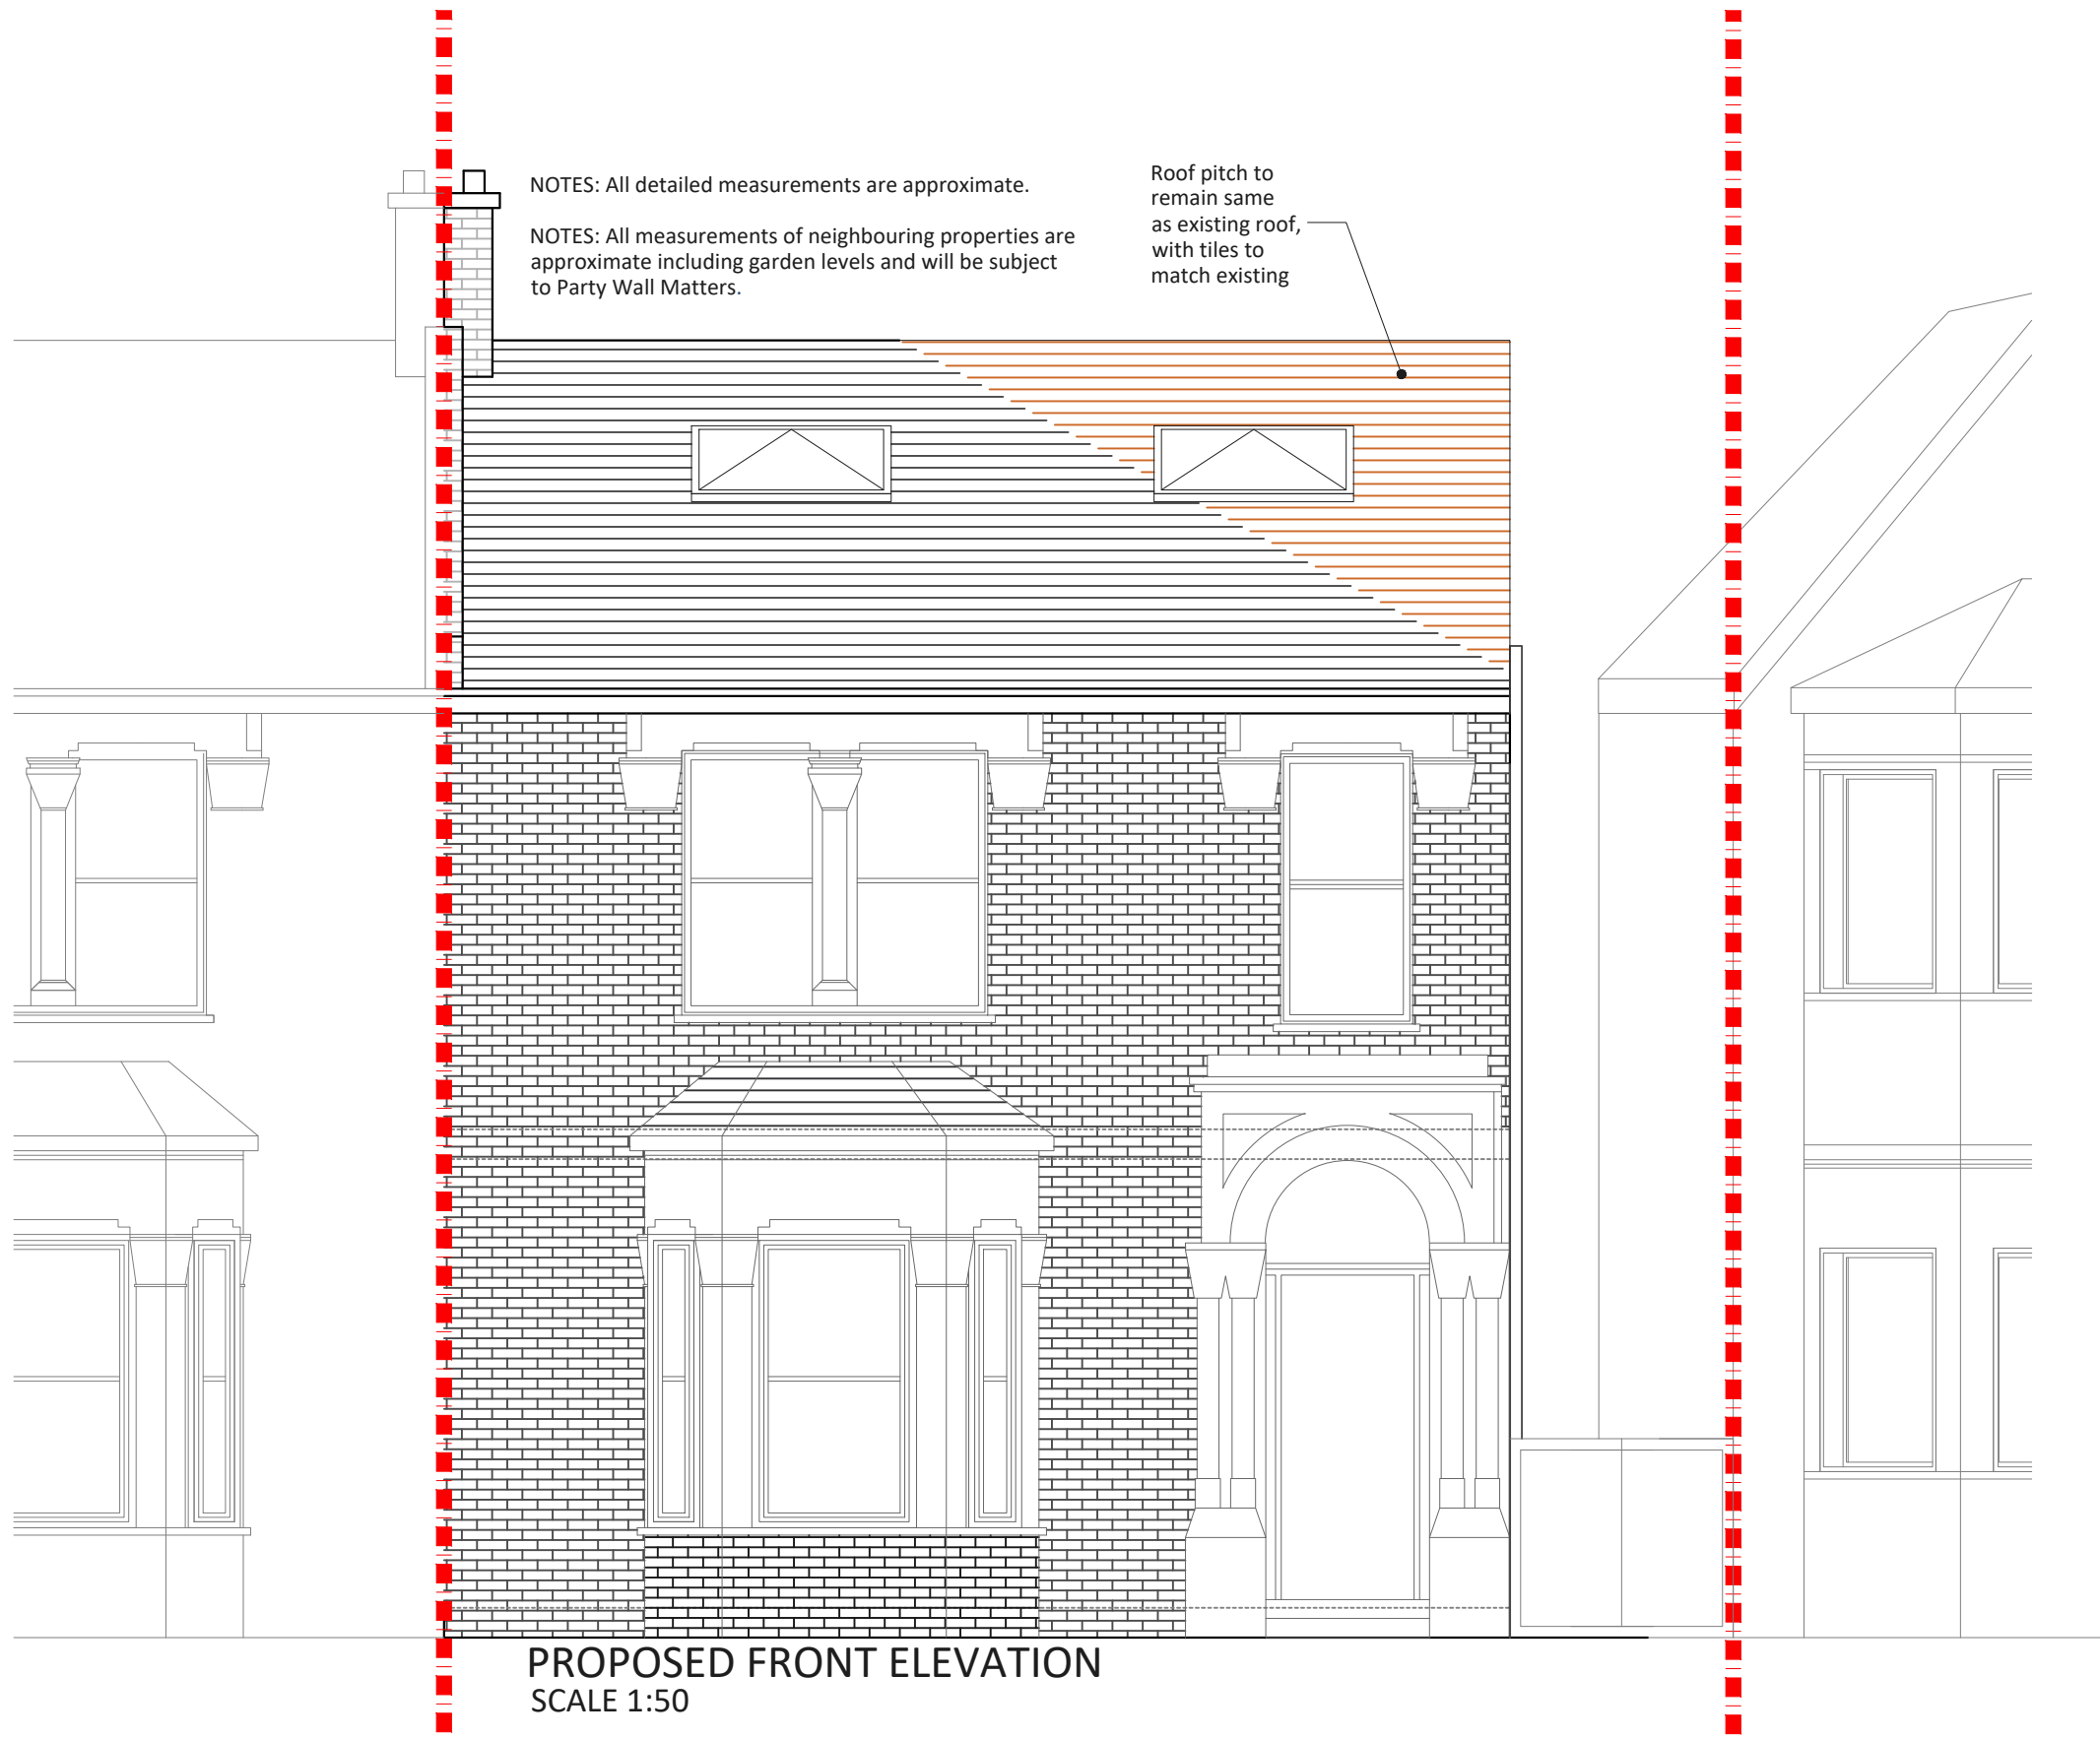 NOTES: All detailed measurements are approximate.
NOTES: All measurements of neighbouring properties are
approximate including garden levels and will be subject
to Party Wall Matters.
Roof pitch to
remain same
as existing roof,
with tiles to
match existing
PROPOSED FRONT ELEVATION
SCALE 1:50